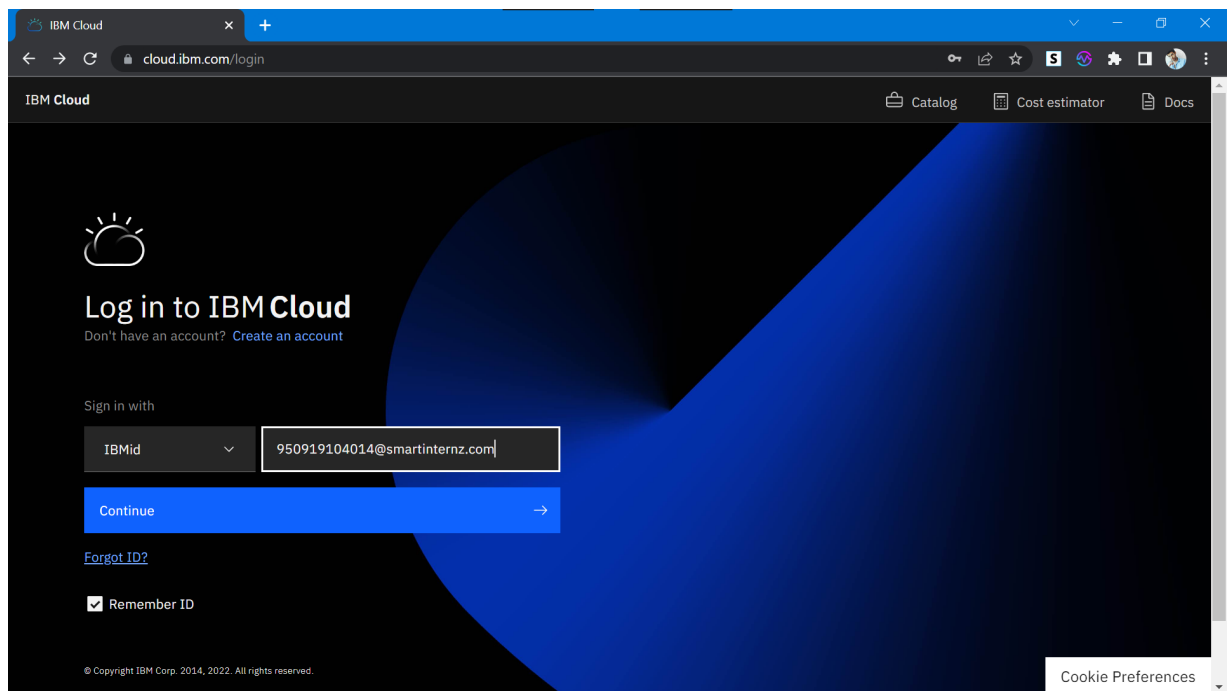 IBM Cloud
cloud.ibm.com/login
S
IBM Cloud
Catalog
Cost estimator
Docs
Log in to IBM Cloud
Don't have an account? Create an account
Sign in with
IBMid
950919104014@smartinternz.com
Continue
Forgot ID?
Remember ID
© Copyright IBM Corp. 2014, 2022. All rights reserved.
Cookie Preferences